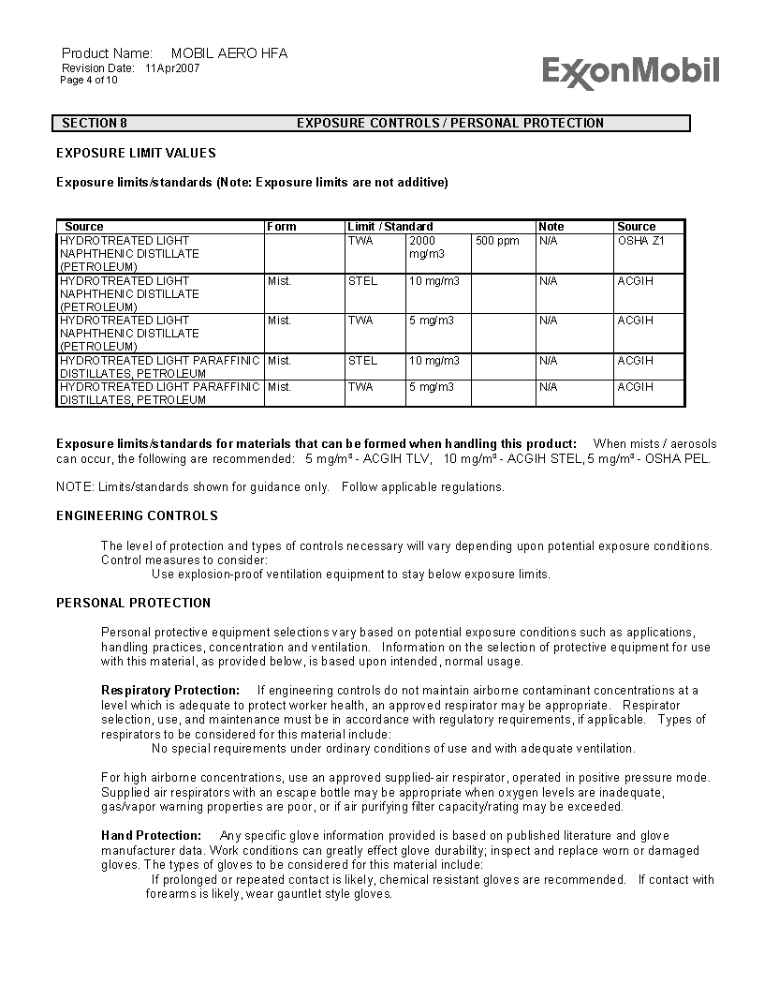 Product Name: MOBIL AERO HFA
Revision Date: 11Apr2007
Page 4 of 10
ExxonMobil
SECTION 8 EXPOSURE CONTROLS / PERSONAL PROTECTION
EXPOSURE LIMIT VALUES
Exposure limits/standards (Note: Exposure limits are not additive)
Source Form Limit / Standard Note Source
HYDROTREATED LIGHT TWA 2000 500 ppm N/A OSHA Z1
NAPHTHENIC DISTILLATE mg/m3
(PETROLEUM)
HYDROTREATED LIGHT Mist. STEL 10 mg/m3 N/A ACGIH
NAPHTHENIC DISTILLATE
(PETROLEUM)
HYDROTREATED LIGHT Mist. TWA 5 mg/m3 N/A ACGIH
NAPHTHENIC DISTILLATE
(PETROLEUM)
HYDROTREATED LIGHT PARAFFINIC Mist. STEL 10 mg/m3 N/A ACGIH
DISTILLATES, PETROLEUM
HYDROTREATED LIGHT PARAFFINIC Mist. TWA 5 mg/m3 N/A ACGIH
DISTILLATES, PETROLEUM
Exposure limits/standards for materials that can be formed when handling this product: When mists / aerosols
can occur, the following are recommended: 5 mg/m³ - ACGIH TLV, 10 mg/m³ - ACGIH STEL, 5 mg/m³ - OSHA PEL.
NOTE: Limits/standards shown for guidance only. Follow applicable regulations.
ENGINEERING CONTROLS
The level of protection and types of controls necessary will vary depending upon potential exposure conditions.
Control measures to consider:
Use explosion-proof ventilation equipment to stay below exposure limits.
PERSONAL PROTECTION
Personal protective equipment selections vary based on potential exposure conditions such as applications,
handling practices, concentration and ventilation. Information on the selection of protective equipment for use
with this material, as provided below, is based upon intended, normal usage.
Respiratory Protection: If engineering controls do not maintain airborne contaminant concentrations at a
level which is adequate to protect worker health, an approved respirator may be appropriate. Respirator
selection, use, and maintenance must be in accordance with regulatory requirements, if applicable. Types of
respirators to be considered for this material include:
No special requirements under ordinary conditions of use and with adequate ventilation.
For high airborne concentrations, use an approved supplied-air respirator, operated in positive pressure mode.
Supplied air respirators with an escape bottle may be appropriate when oxygen levels are inadequate,
gas/vapor warning properties are poor, or if air purifying filter capacity/rating may be exceeded.
Hand Protection: Any specific glove information provided is based on published literature and glove
manufacturer data. Work conditions can greatly effect glove durability; inspect and replace worn or damaged
gloves. The types of gloves to be considered for this material include:
If prolonged or repeated contact is likely, chemical resistant gloves are recommended. If contact with
forearms is likely, wear gauntlet style gloves.